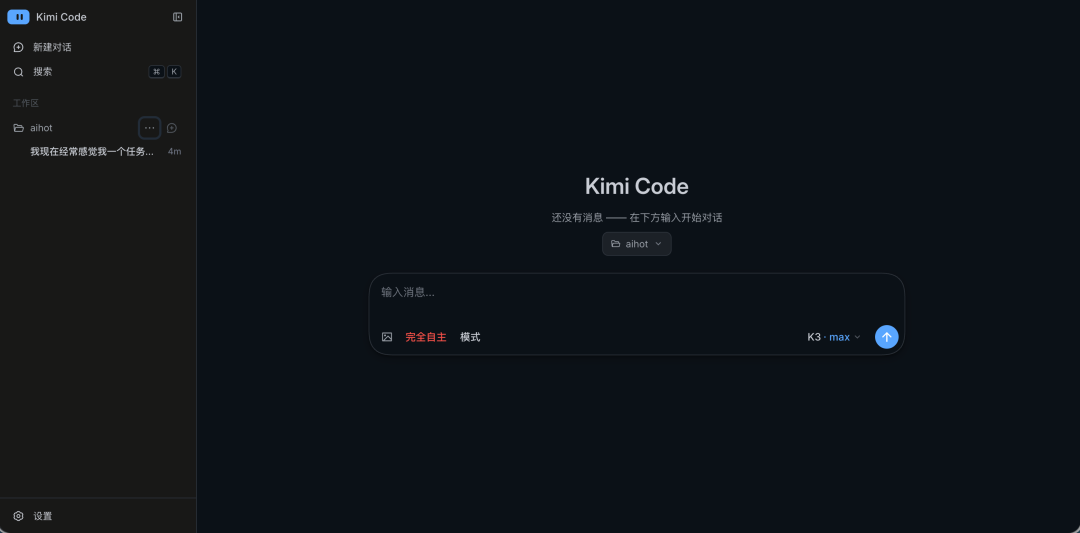 Kimi Code
新建对话
搜索 ⌘ K
工作区
aihot
我现在经常感觉我一个任务... 4m
设置
Kimi Code
还没有消息 —— 在下方输入开始对话
aihot
输入消息...
完全自主 模式 K3 · max